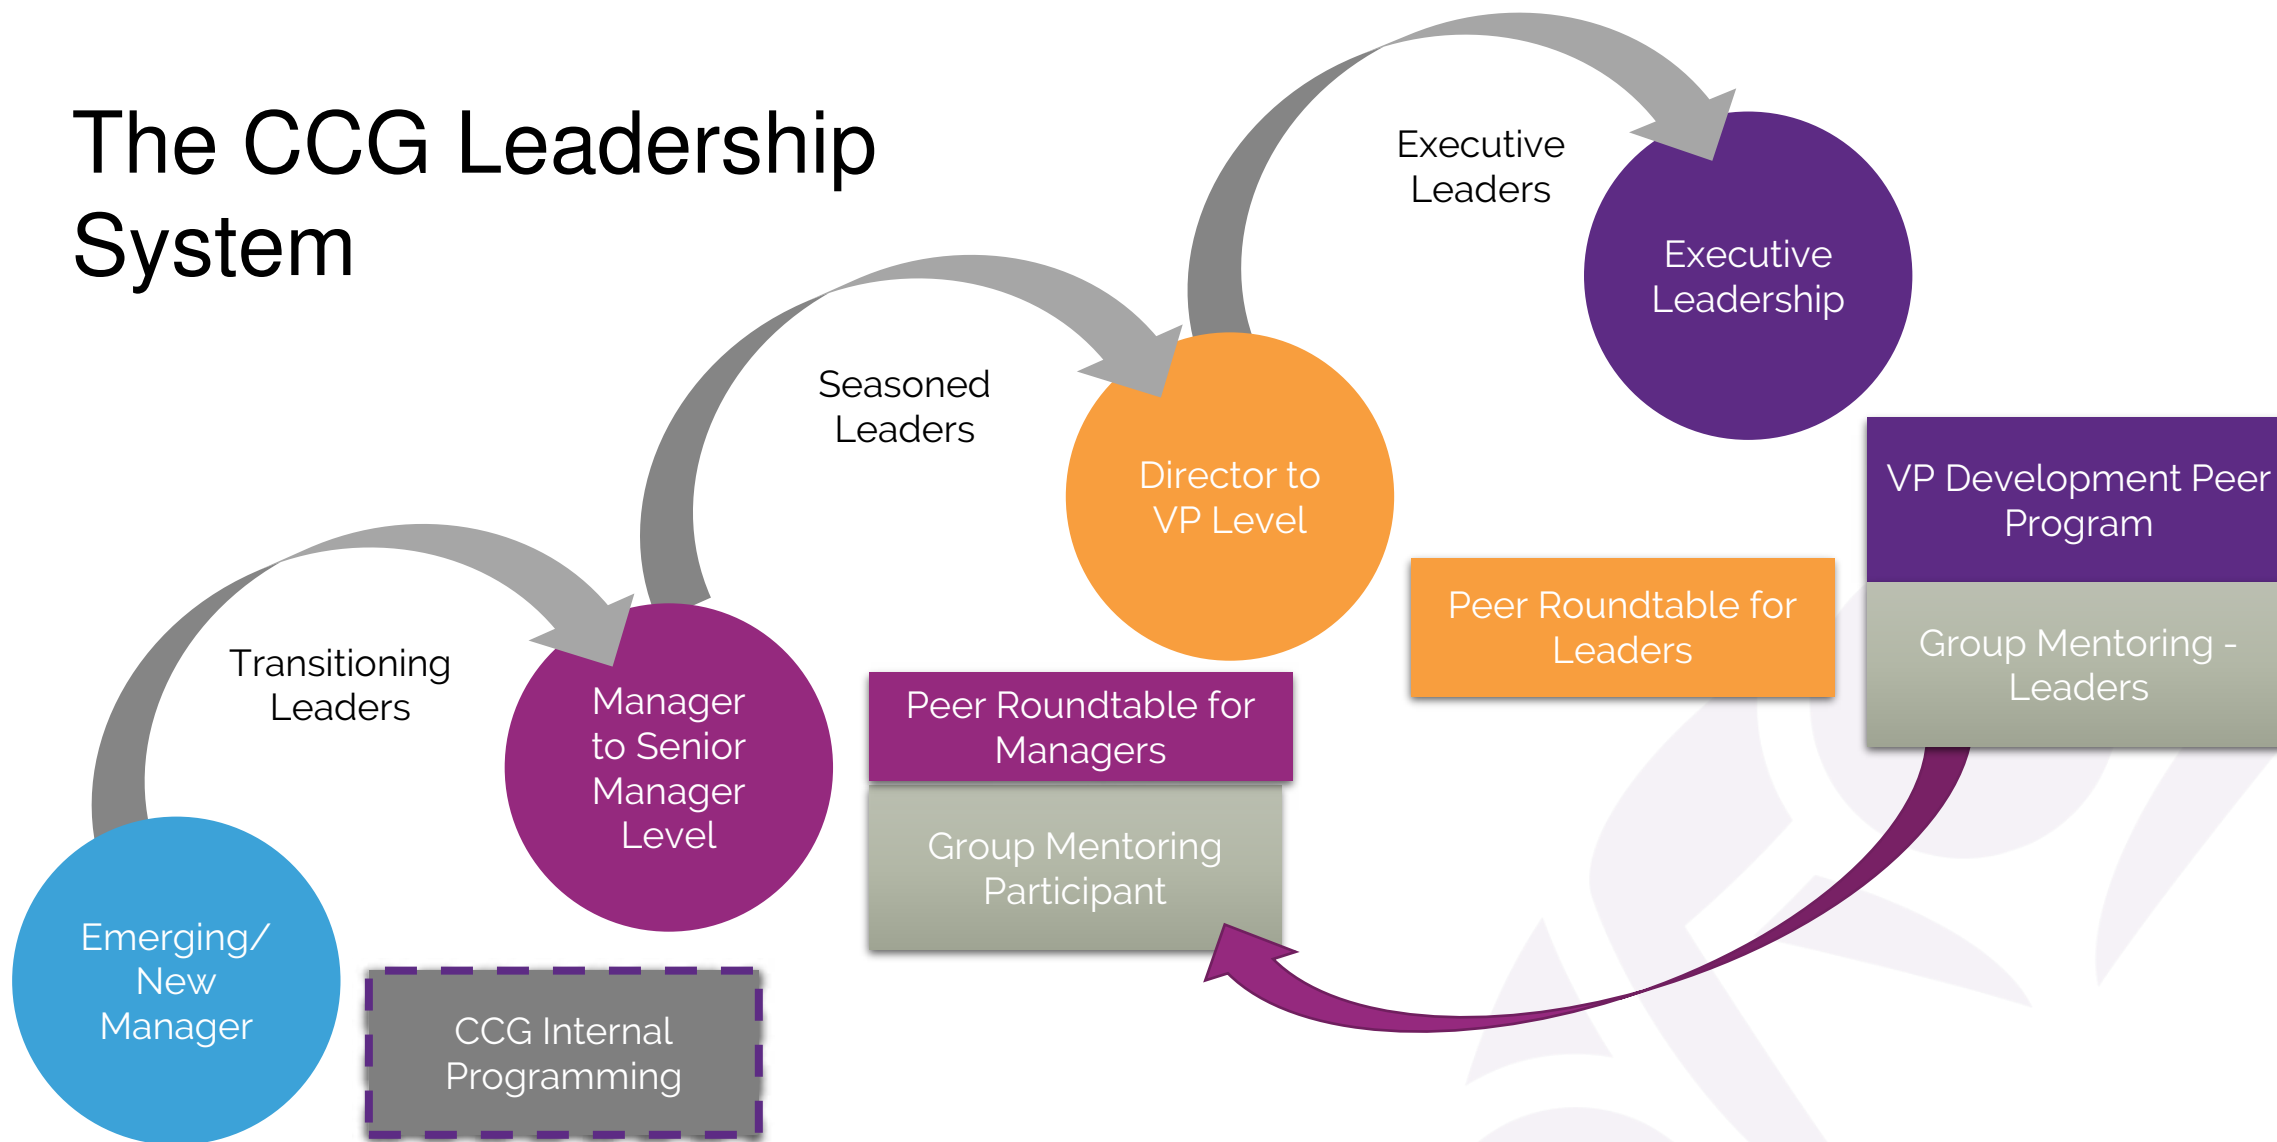 The CCG Leadership
System
Executive
Leaders
Executive
Leadership
Seasoned
Leaders
Director to
VP Level
VP Development Peer
Program
Peer Roundtable for
Leaders
Group Mentoring -
Leaders
Transitioning
Leaders
Manager
to Senior
Manager
Level
Peer Roundtable for
Managers
Group Mentoring
Participant
Emerging/
New
Manager
CCG Internal
Programming